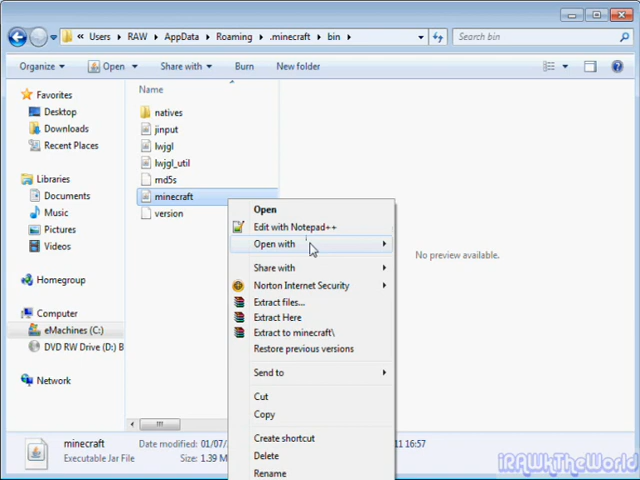 « Users ▸ RAW ▸ AppData ▸ Roaming ▸ .minecraft ▸ bin ▸
Search bin
Organize Open Share with Burn New folder
Name
Favorites
Desktop
Downloads
Recent Places
Libraries
Documents
Music
Pictures
Videos
Homegroup
Computer
eMachines (C:)
DVD RW Drive (D:) B
Network
natives
jinput
lwjgl
lwjgl_util
md5s
minecraft
version
Open
Edit with Notepad++
Open with
Share with
Norton Internet Security
Extract files...
Extract Here
Extract to minecraft\
Restore previous versions
Send to
Cut
Copy
Create shortcut
Delete
Rename
No preview available.
minecraft
Executable Jar File
Date modified: 01/07/
Size: 1.39 M
11 16:57
iRAWkTheWorld